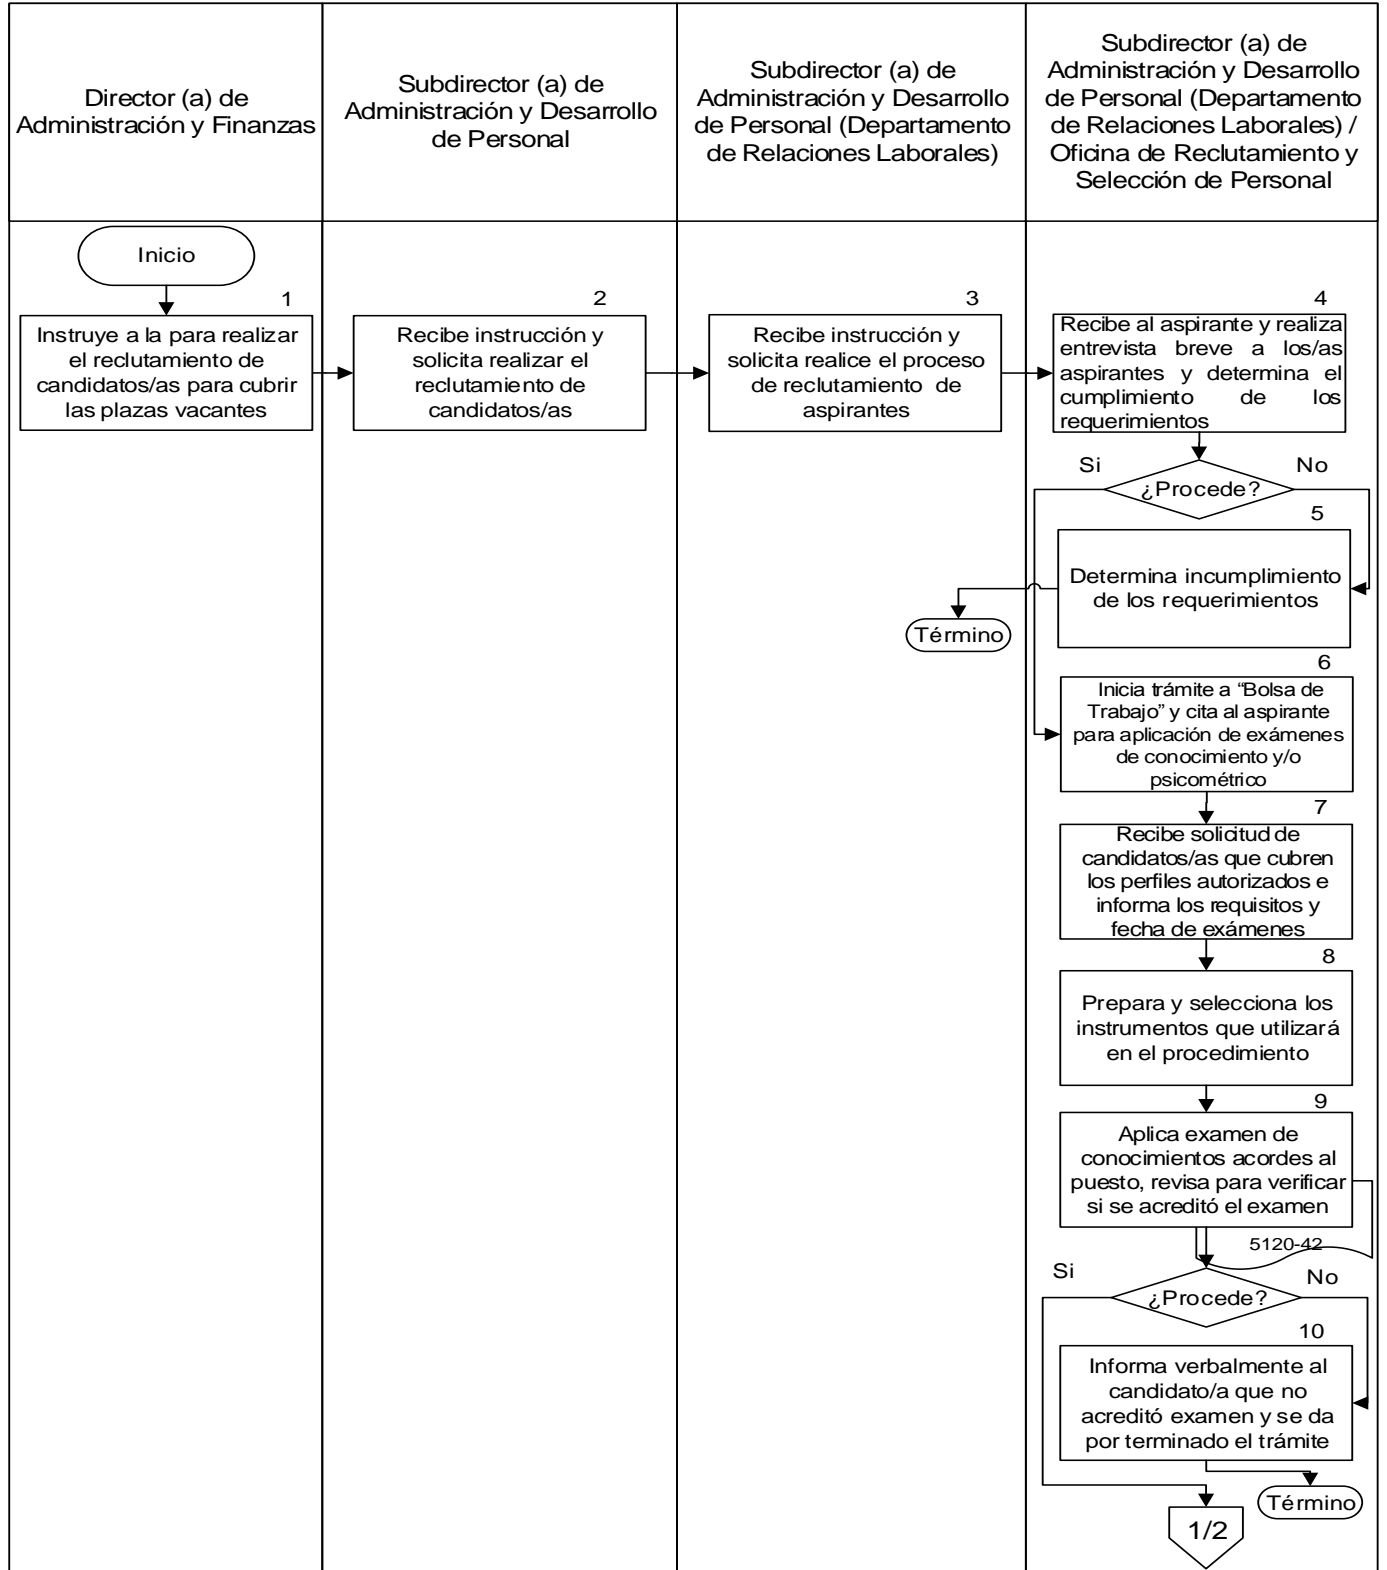 Director (a) de
Administración y Finanzas
Subdirector (a) de
Administración y Desarrollo
de Personal
Subdirector (a) de
Administración y Desarrollo
de Personal (Departamento
de Relaciones Laborales)
Subdirector (a) de
Administración y Desarrollo
de Personal (Departamento
de Relaciones Laborales) /
Oficina de Reclutamiento y
Selección de Personal
Inicio
1
Instruye a la para realizar
el reclutamiento de
candidatos/as para cubrir
las plazas vacantes
2
Recibe instrucción y
solicita realizar el
reclutamiento de
candidatos/as
3
Recibe instrucción y
solicita realice el proceso
de reclutamiento de
aspirantes
4
Recibe al aspirante y realiza
entrevista breve a los/as
aspirantes y determina el
cumplimiento de los
requerimientos
Si
¿Procede?
No
5
Determina incumplimiento
de los requerimientos
Término
6
Inicia trámite a “Bolsa de
Trabajo” y cita al aspirante
para aplicación de exámenes
de conocimiento y/o
psicométrico
7
Recibe solicitud de
candidatos/as que cubren
los perfiles autorizados e
informa los requisitos y
fecha de exámenes
8
Prepara y selecciona los
instrumentos que utilizará
en el procedimiento
9
Aplica examen de
conocimientos acordes al
puesto, revisa para verificar
si se acreditó el examen
5120-42
Si
¿Procede?
No
10
Informa verbalmente al
candidato/a que no
acreditó examen y se da
por terminado el trámite
Término
1/2